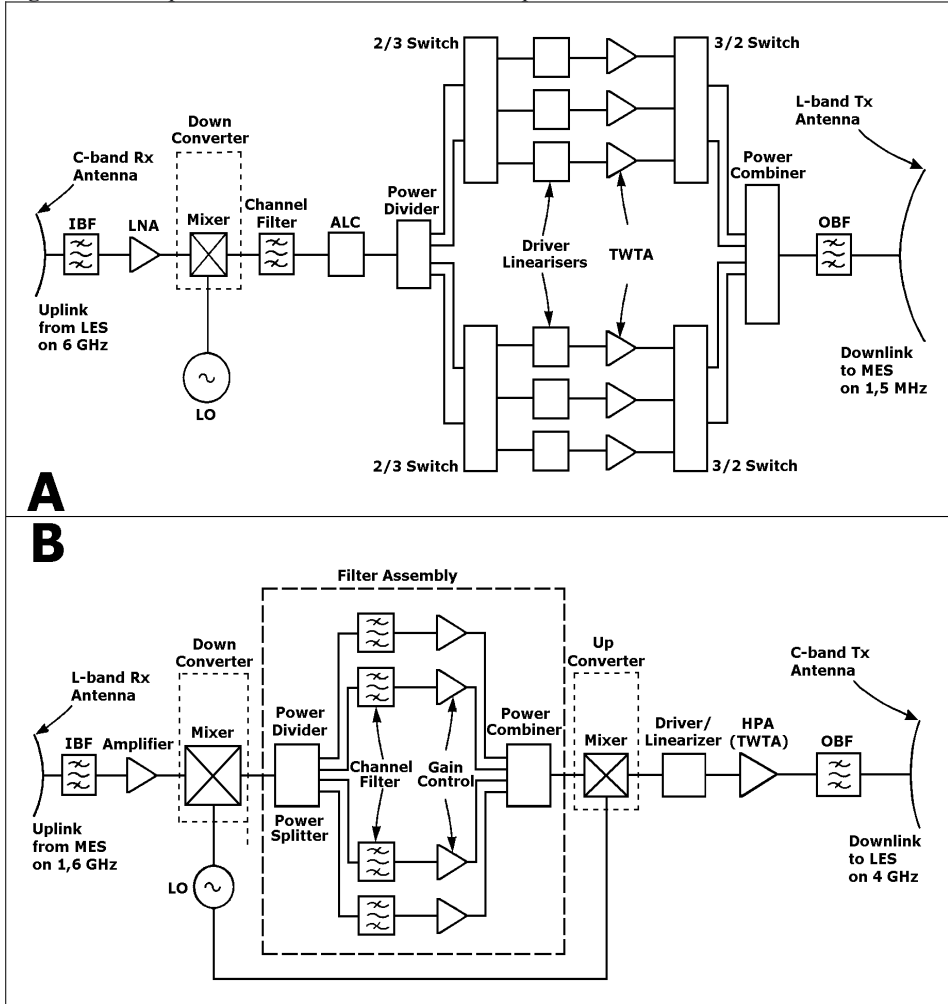 2/3 Switch
3/2 Switch
L-band Tx
Antenna
Down
Converter
C-band Rx
Antenna
Power
Combiner
Power
Divider
IBF
LNA
Mixer
Channel
Filter
ALC
OBF
Driver
Linearisers
TWTA
Uplink
from LES
on 6 GHz
Downlink
to MES
on 1,5 MHz
LO
2/3 Switch
3/2 Switch
A
B
Filter Assembly
Down
Converter
Up
Converter
C-band Tx
Antenna
L-band Rx
Antenna
Power
Divider
Power
Combiner
IBF
Amplifier
Mixer
Mixer
Driver/
Linearizer
HPA
(TWTA)
OBF
Channel
Filter
Gain
Control
Power
Splitter
Uplink
from MES
on 1,6 GHz
Downlink
to LES
on 4 GHz
LO